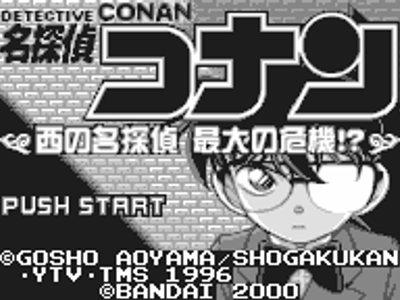 DETECTIVE CONAN
名探偵
コナン
西の名探偵 最大の危機!?
PUSH START
©GOSHO AOYAMA/SHOGAKUKAN
・YTV・TMS 1996
©BANDAI 2000